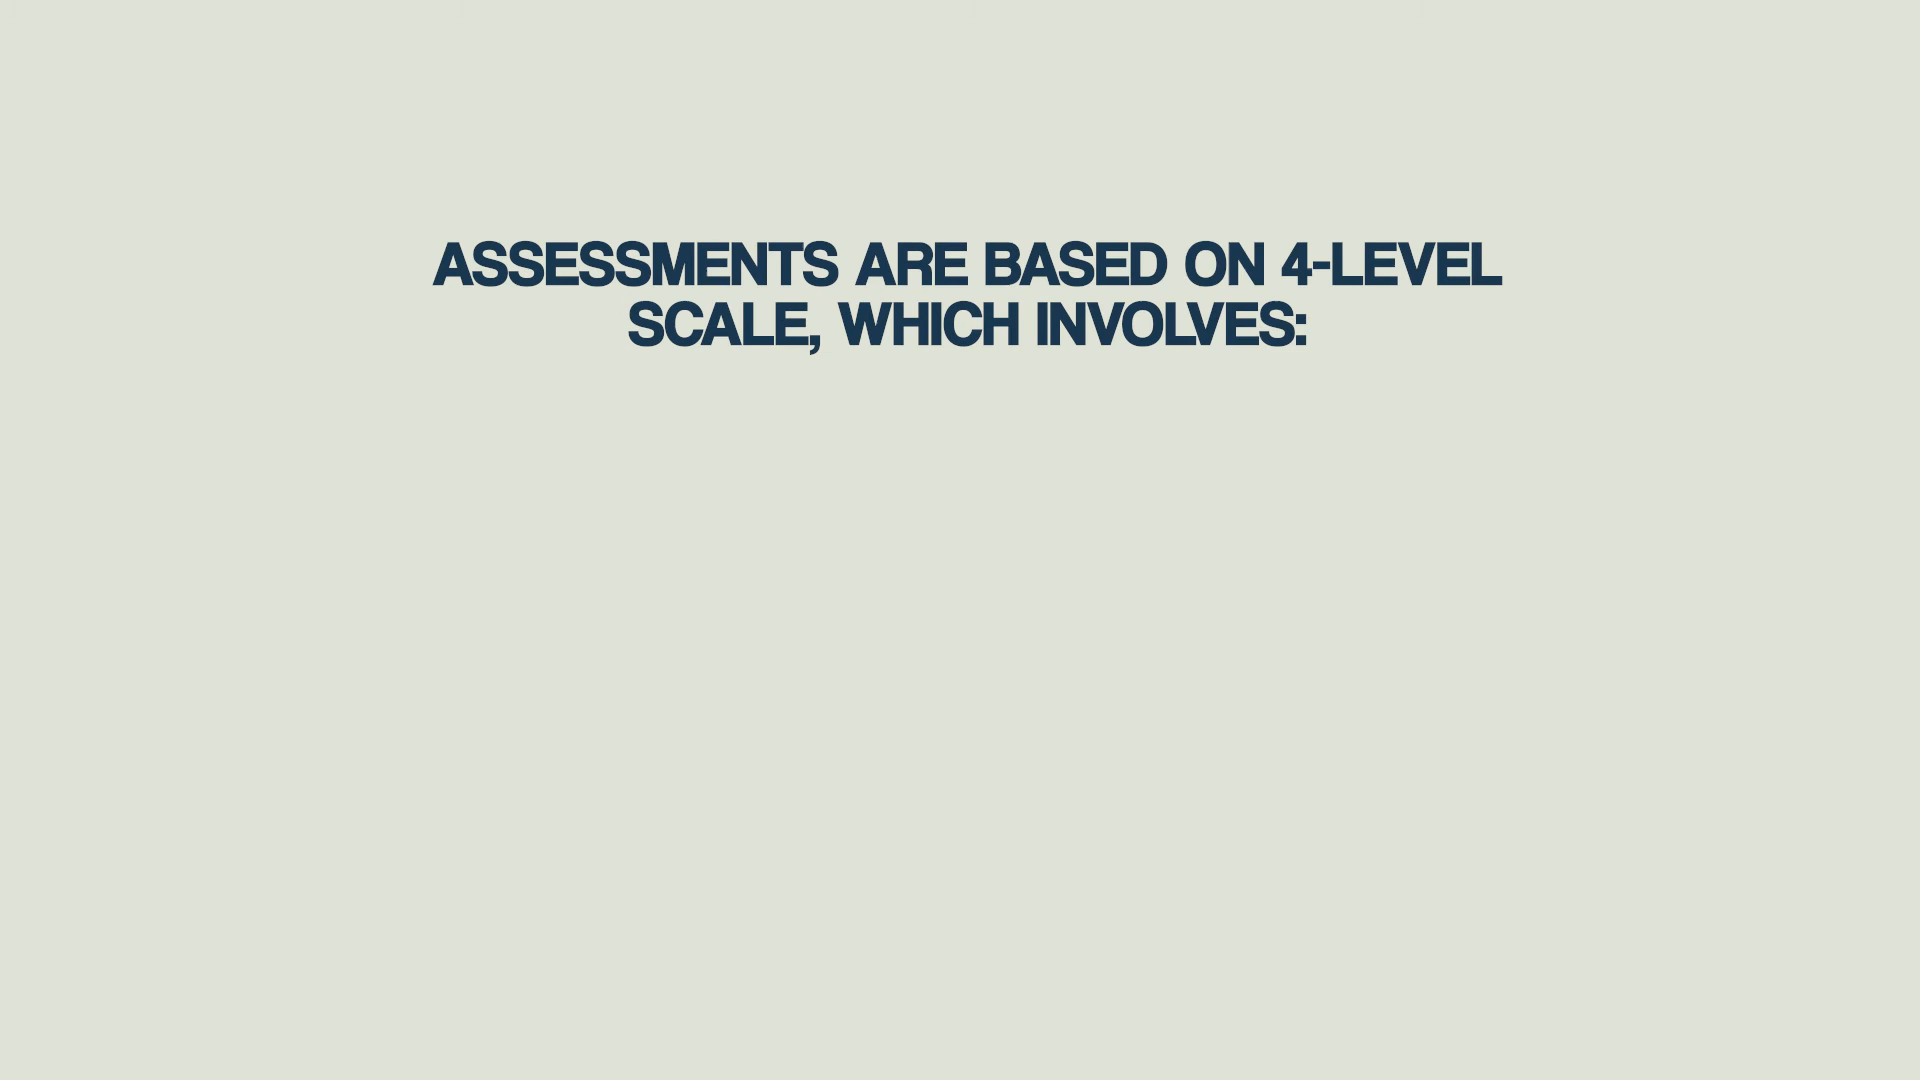 ASSESSMENTS ARE BASED ON 4-LEVEL
SCALE, WHICH INVOLVES: